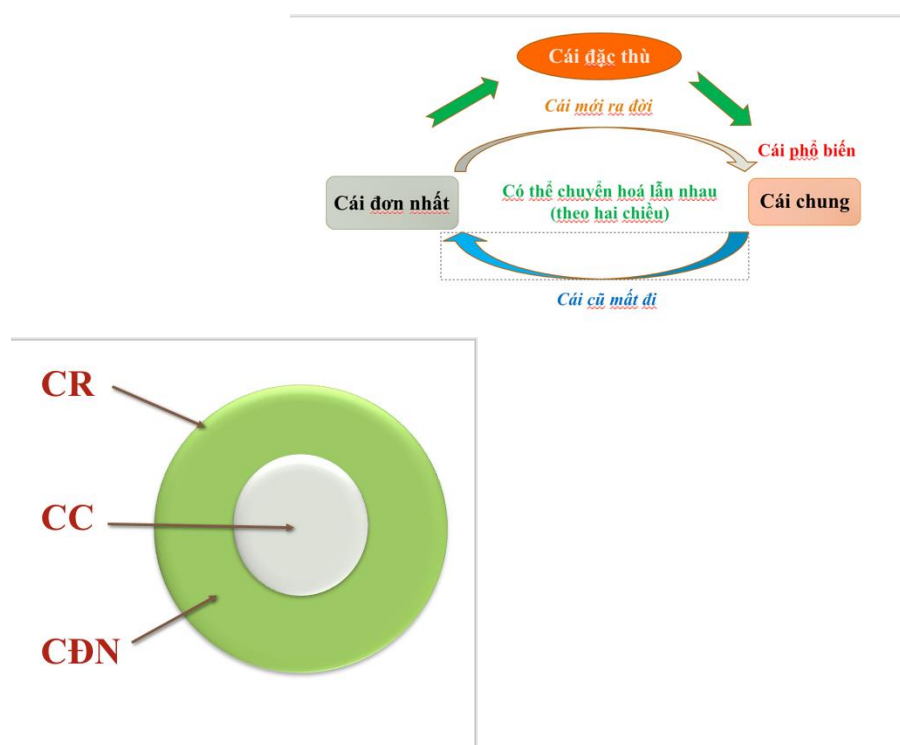 Cái đặc thù
Cái mới ra đời
Cái phổ biến
Cái đơn nhất
Có thể chuyển hoá lẫn nhau
(theo hai chiều)
Cái chung
Cái cũ mất đi
CR
CC
CĐN